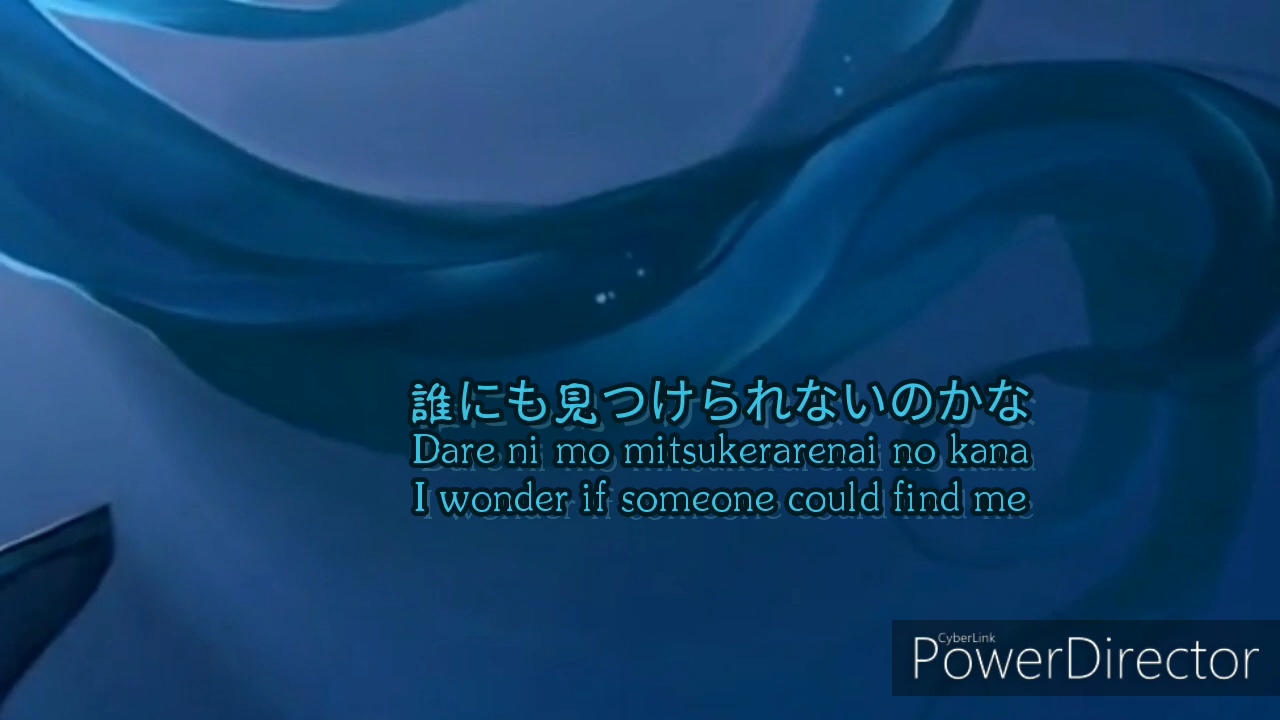 誰にも見つけられないのかな
Dare ni mo mitsukerarenai no kana
I wonder if someone could find me
CyberLink
PowerDirector